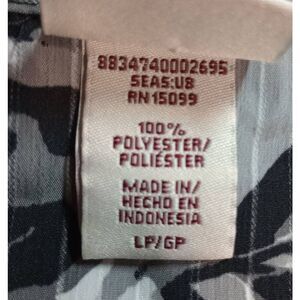 8834740002695
SEAS:U8
RN 15099
100%
POLYESTER/
POLIÉSTER
MADE IN/
HECHO EN
INDONESIA
LP/GP